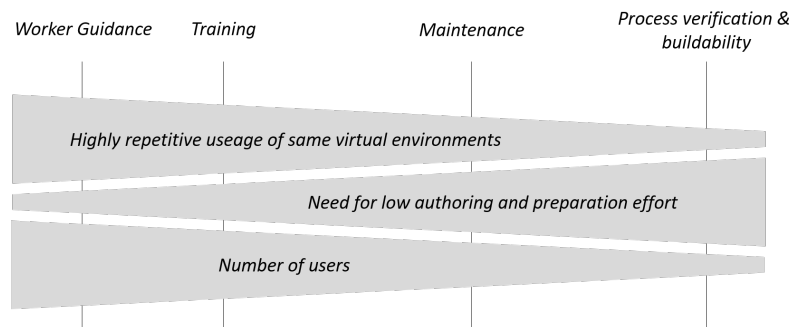 Worker Guidance
Training
Maintenance
Process verification &
buildability
Highly repetitive useage of same virtual environments
Need for low authoring and preparation effort
Number of users